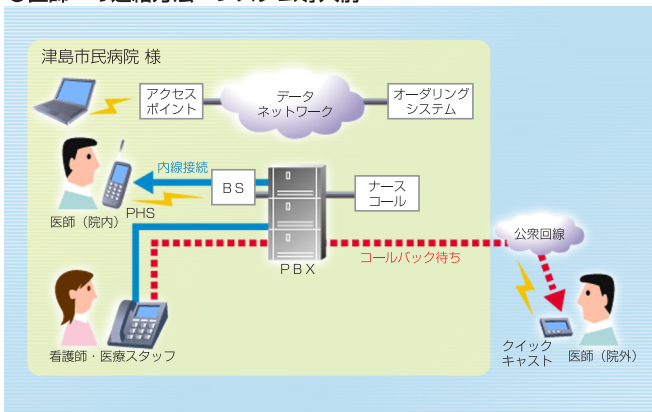 津島市民病院 様
アクセス
ポイント
データ
ネットワーク
オーダリング
システム
内線接続
BS
ナース
コール
医師（院内）
PHS
PBX
コールバック待ち
公衆回線
看護師・医療スタッフ
クイック
キャスト
医師（院外）